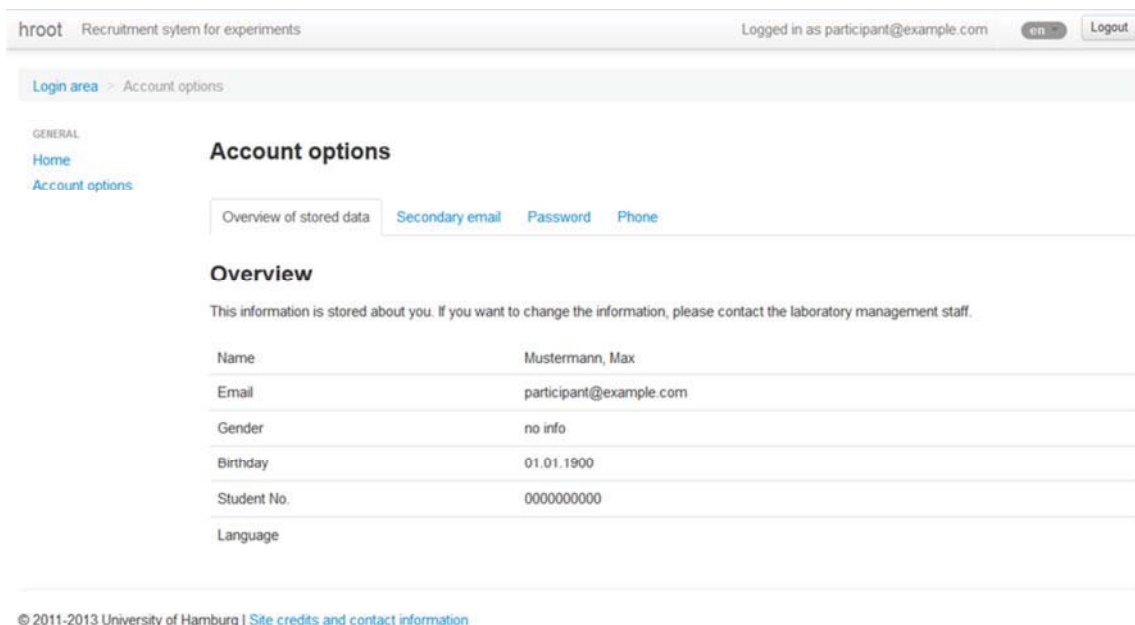 hroot Recruitment sytem for experiments Logged in as participant@example.com en Logout
Login area > Account options
GENERAL
Home
Account options
Account options
Overview of stored data Secondary email Password Phone
Overview
This information is stored about you. If you want to change the information, please contact the laboratory management staff.
Name Mustermann, Max
Email participant@example.com
Gender no info
Birthday 01.01.1900
Student No. 0000000000
Language
© 2011-2013 University of Hamburg | Site credits and contact information